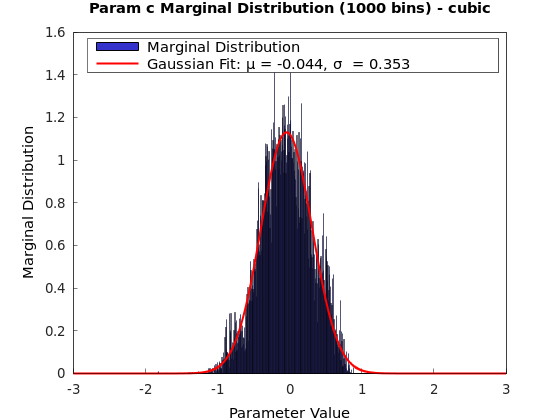 Param c Marginal Distribution (1000 bins) - cubic
Marginal Distribution
Gaussian Fit: μ = -0.044, σ  = 0.353
Marginal Distribution
1.6
1.4
1.2
1
0.8
0.6
0.4
0.2
0
-3 -2 -1 0 1 2 3
Parameter Value